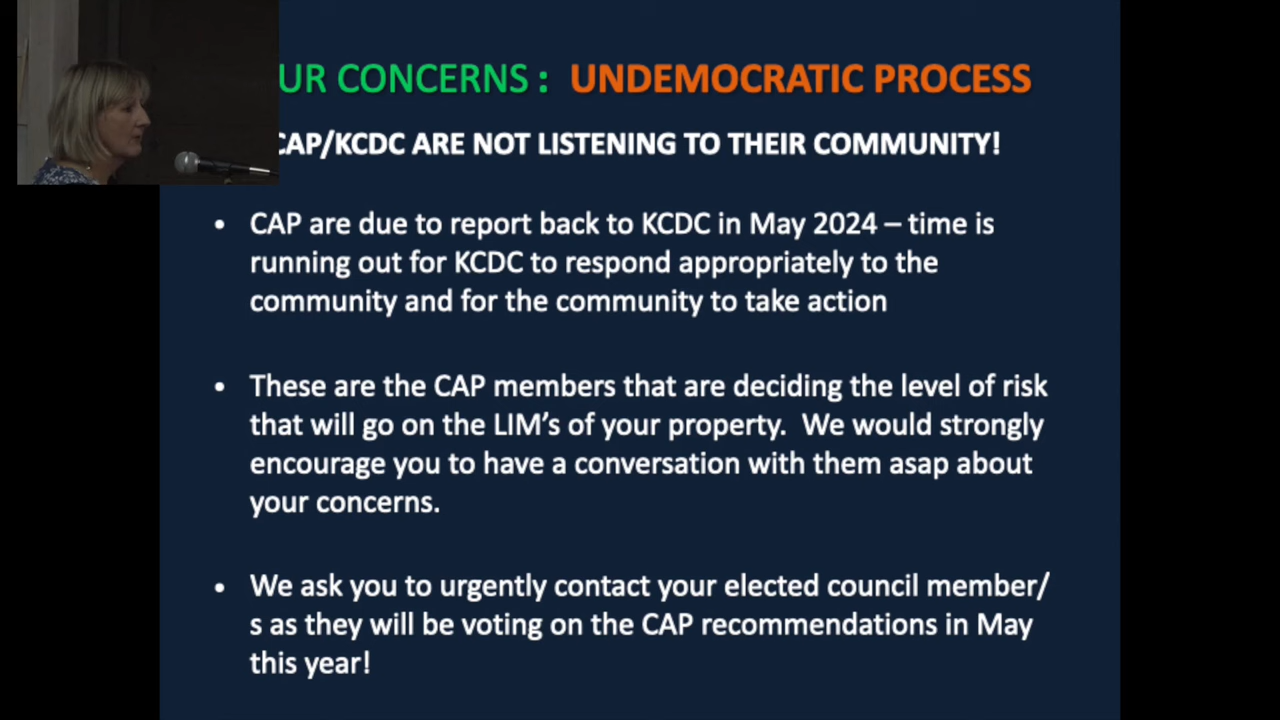 UR CONCERNS : UNDEMOCRATIC PROCESS
CAP/KCDC ARE NOT LISTENING TO THEIR COMMUNITY!
• CAP are due to report back to KCDC in May 2024 – time is
running out for KCDC to respond appropriately to the
community and for the community to take action
• These are the CAP members that are deciding the level of risk
that will go on the LIM’s of your property. We would strongly
encourage you to have a conversation with them asap about
your concerns.
• We ask you to urgently contact your elected council member/
s as they will be voting on the CAP recommendations in May
this year!